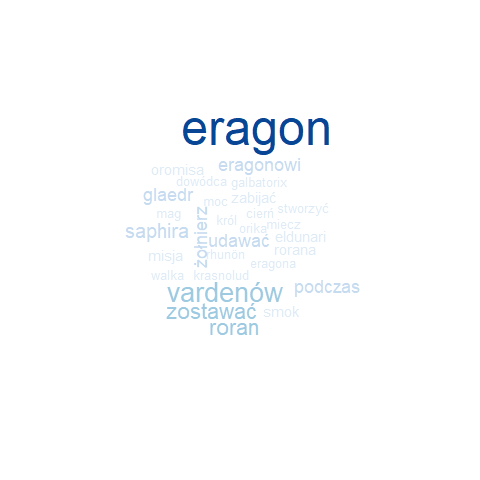 eragon
eragonowi
oromisa
dowódca
galbatorix
glaedr
moc
zabijać
mag
król
cień
stworzyć
saphira
żołnierz
udawać
orika
miecz
eldunari
misja
hunon
rorana
eragona
walka
krasnolud
vardenów
podczas
zostawać
smok
roran